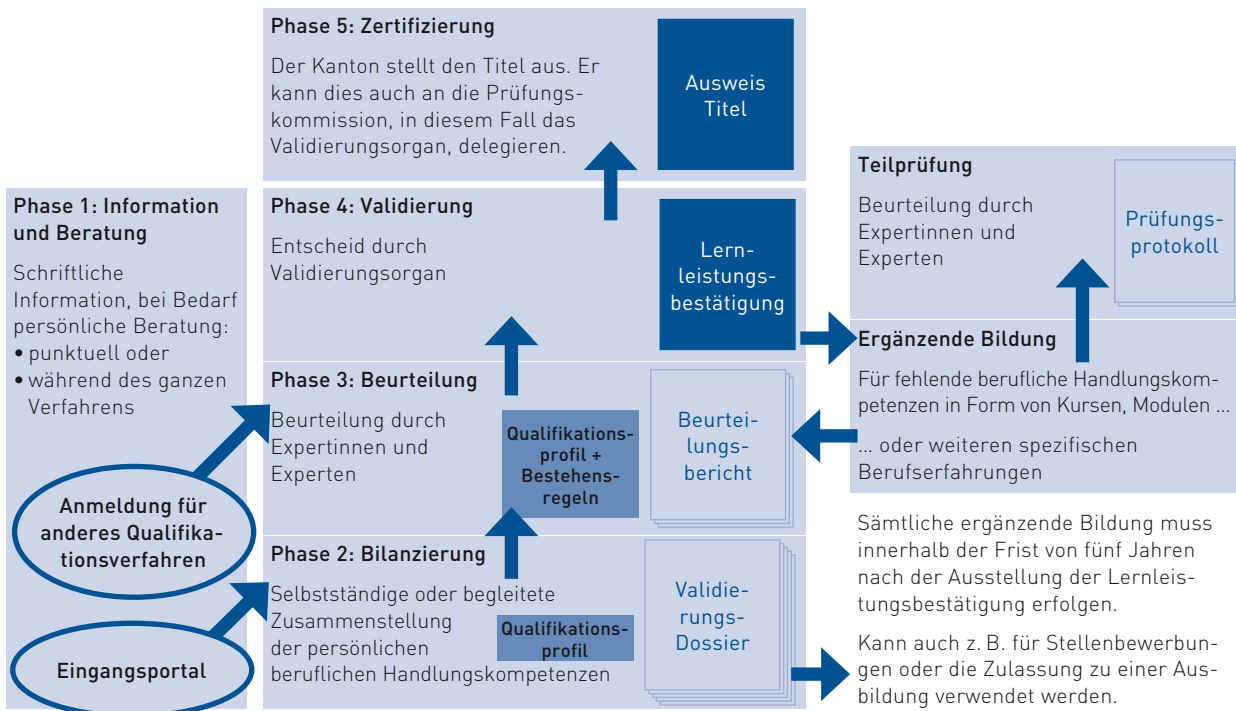 Phase 5: Zertifizierung
Der Kanton stellt den Titel aus. Er
kann dies auch an die Prüfungs-
kommission, in diesem Fall das
Validierungsorgan, delegieren.
Ausweis
Titel
Phase 1: Information
und Beratung
Schriftliche
Information, bei Bedarf
persönliche Beratung:
• punktuell oder
• während des ganzen
Verfahrens
Anmeldung für
anderes Qualifika-
tionsverfahren
Eingangsportal
Phase 4: Validierung
Entscheid durch
Validierungsorgan
Lern-
leistungs-
bestätigung
Phase 3: Beurteilung
Beurteilung durch
Expertinnen und
Experten
Qualifikations-
profil +
Bestehens-
regeln
Beurtei-
lungs-
bericht
Phase 2: Bilanzierung
Selbstständige oder begleitete
Zusammenstellung
der persönlichen
beruflichen Handlungskompetenzen
Qualifikations-
profil
Validie-
rungs-
Dossier
Teilprüfung
Beurteilung durch
Expertinnen und
Experten
Prüfungs-
protokoll
Ergänzende Bildung
Für fehlende berufliche Handlungskom-
petenzen in Form von Kursen, Modulen ...
... oder weiteren spezifischen
Berufserfahrungen
Sämtliche ergänzende Bildung muss
innerhalb der Frist von fünf Jahren
nach der Ausstellung der Lernleis-
tungsbestätigung erfolgen.
Kann auch z. B. für Stellenbewerbun-
gen oder die Zulassung zu einer Aus-
bildung verwendet werden.